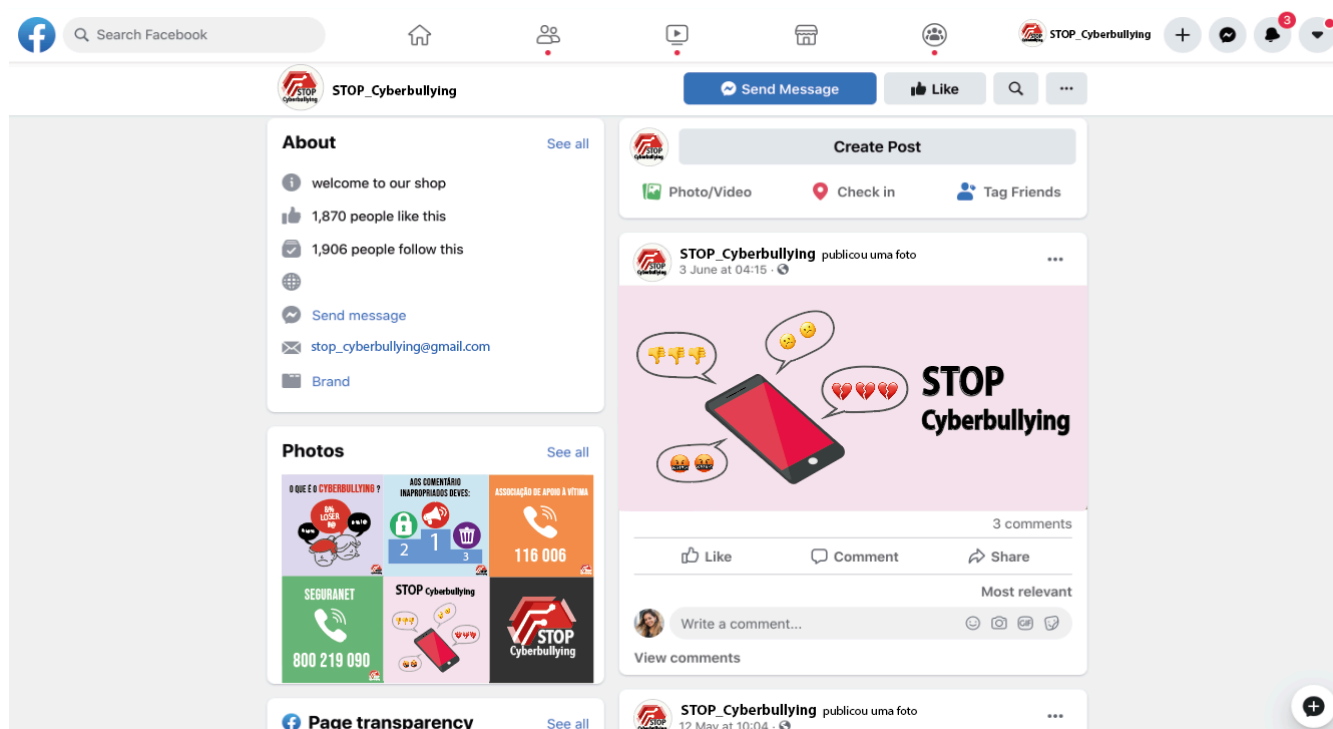 Search Facebook
STOP_Cyberbullying
3
STOP
Cyberbullying
STOP_Cyberbullying
Send Message
Like
About
See all
welcome to our shop
1,870 people like this
1,906 people follow this
Send message
stop_cyberbullying@gmail.com
Brand
Photos
See all
O QUE É O CYBERBULLYING ?
LOSER
AOS COMENTÁRIO
INAPROPRIADOS DEVES:
2 1 3
ASSOCIAÇÃO DE APOIO À VÍTIMA
116 006
SEGURANET
800 219 090
STOP Cyberbullying
STOP
Cyberbullying
Page transparency
See all
Create Post
Photo/Video
Check in
Tag Friends
STOP_Cyberbullying publicou uma foto
3 June at 04:15 ·
STOP
Cyberbullying
3 comments
Like
Comment
Share
Most relevant
Write a comment...
GIF
View comments
STOP_Cyberbullying publicou uma foto
12 May at 10:04 ·